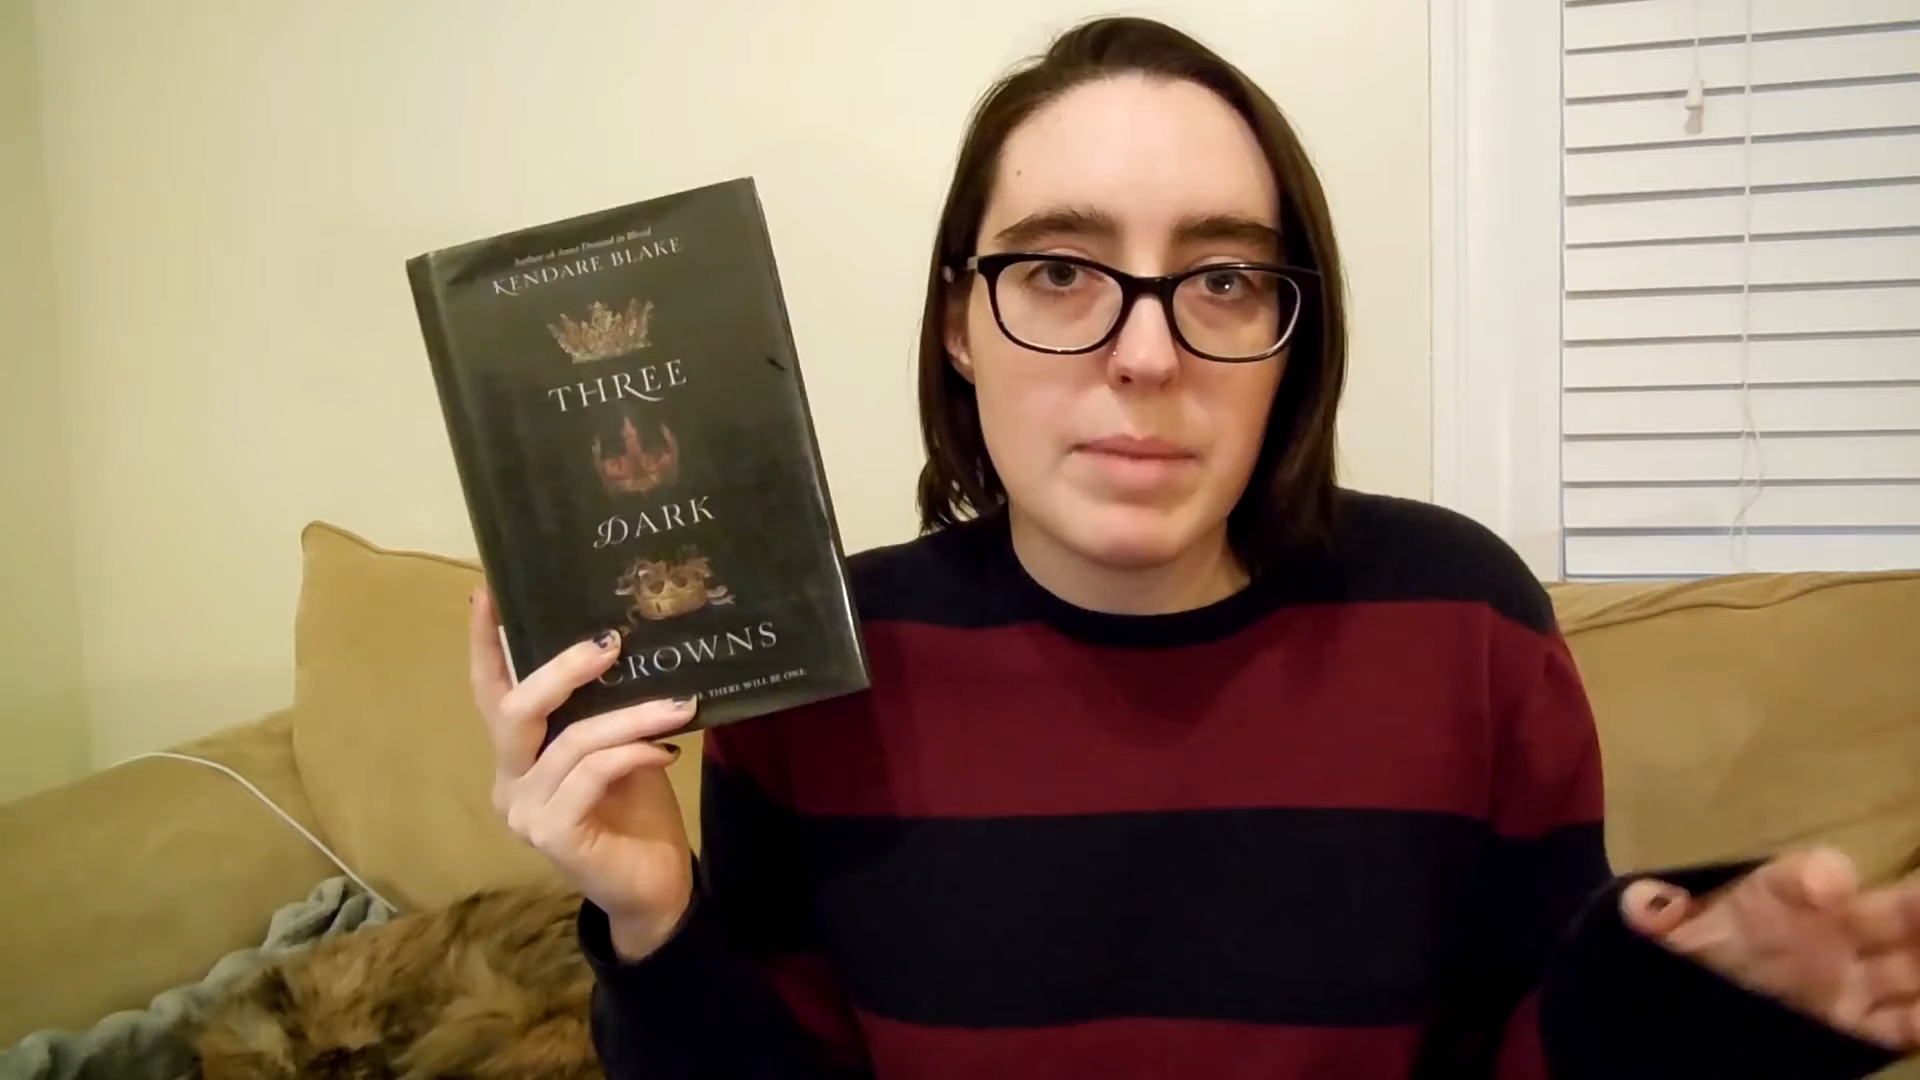 Author of Anna Dressed in Blood
KENDARE BLAKE
THREE
DARK
CROWNS
THERE WILL BE ONE